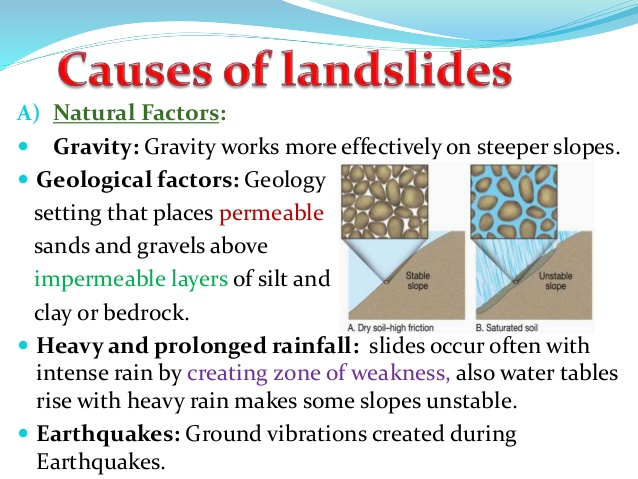 Causes of landslides
A) Natural Factors:
• Gravity: Gravity works more effectively on steeper slopes.
• Geological factors: Geology
setting that places permeable
sands and gravels above
impermeable layers of silt and
clay or bedrock.
Stable
slope
Unstable
slope
A. Dry soil–high friction
B. Saturated soil
• Heavy and prolonged rainfall: slides occur often with
intense rain by creating zone of weakness, also water tables
rise with heavy rain makes some slopes unstable.
• Earthquakes: Ground vibrations created during
Earthquakes.